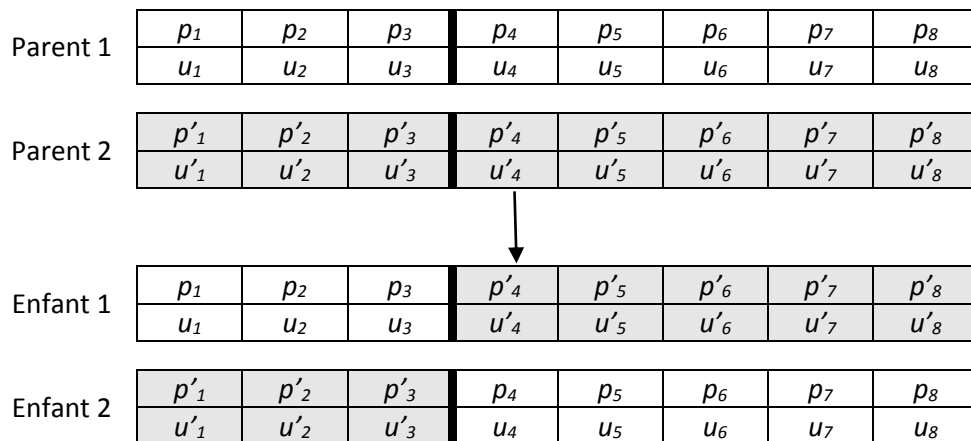 Parent 1
p1 p2 p3 p4 p5 p6 p7 p8
u1 u2 u3 u4 u5 u6 u7 u8
Parent 2
p'1 p'2 p'3 p'4 p'5 p'6 p'7 p'8
u'1 u'2 u'3 u'4 u'5 u'6 u'7 u'8
Enfant 1
p1 p2 p3 p'4 p'5 p'6 p'7 p'8
u1 u2 u3 u'4 u'5 u'6 u'7 u'8
Enfant 2
p'1 p'2 p'3 p4 p5 p6 p7 p8
u'1 u'2 u'3 u4 u5 u6 u7 u8